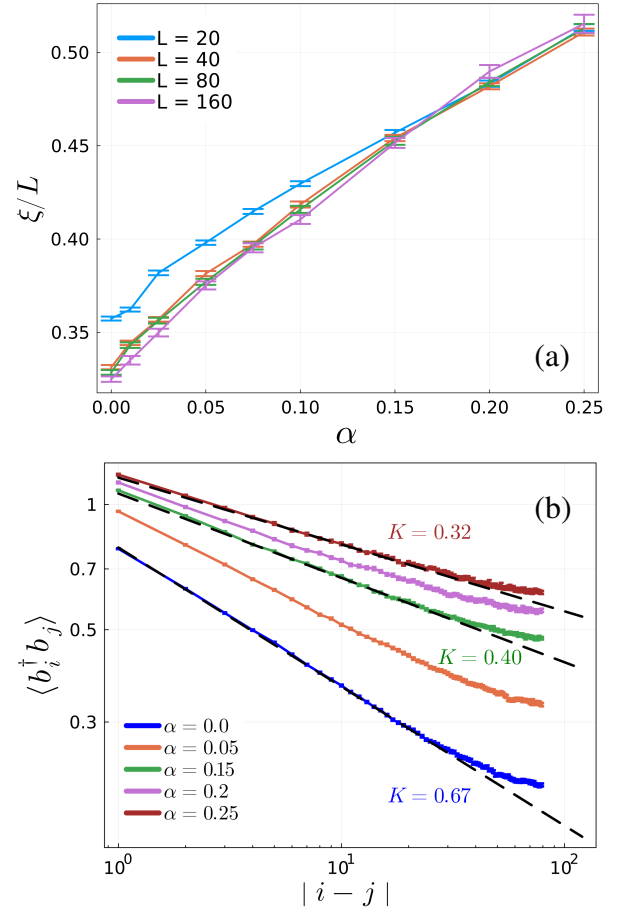 0.50
0.45
0.40
0.35
ξ/L
L = 20
L = 40
L = 80
L = 160
(a)
0.00 0.05 0.10 0.15 0.20 0.25
α
1
0.7
0.5
0.3
⟨b†i bj⟩
(b)
K = 0.32
K = 0.40
K = 0.67
α = 0.0
α = 0.05
α = 0.15
α = 0.2
α = 0.25
10⁰ 10¹ 10²
| i − j |